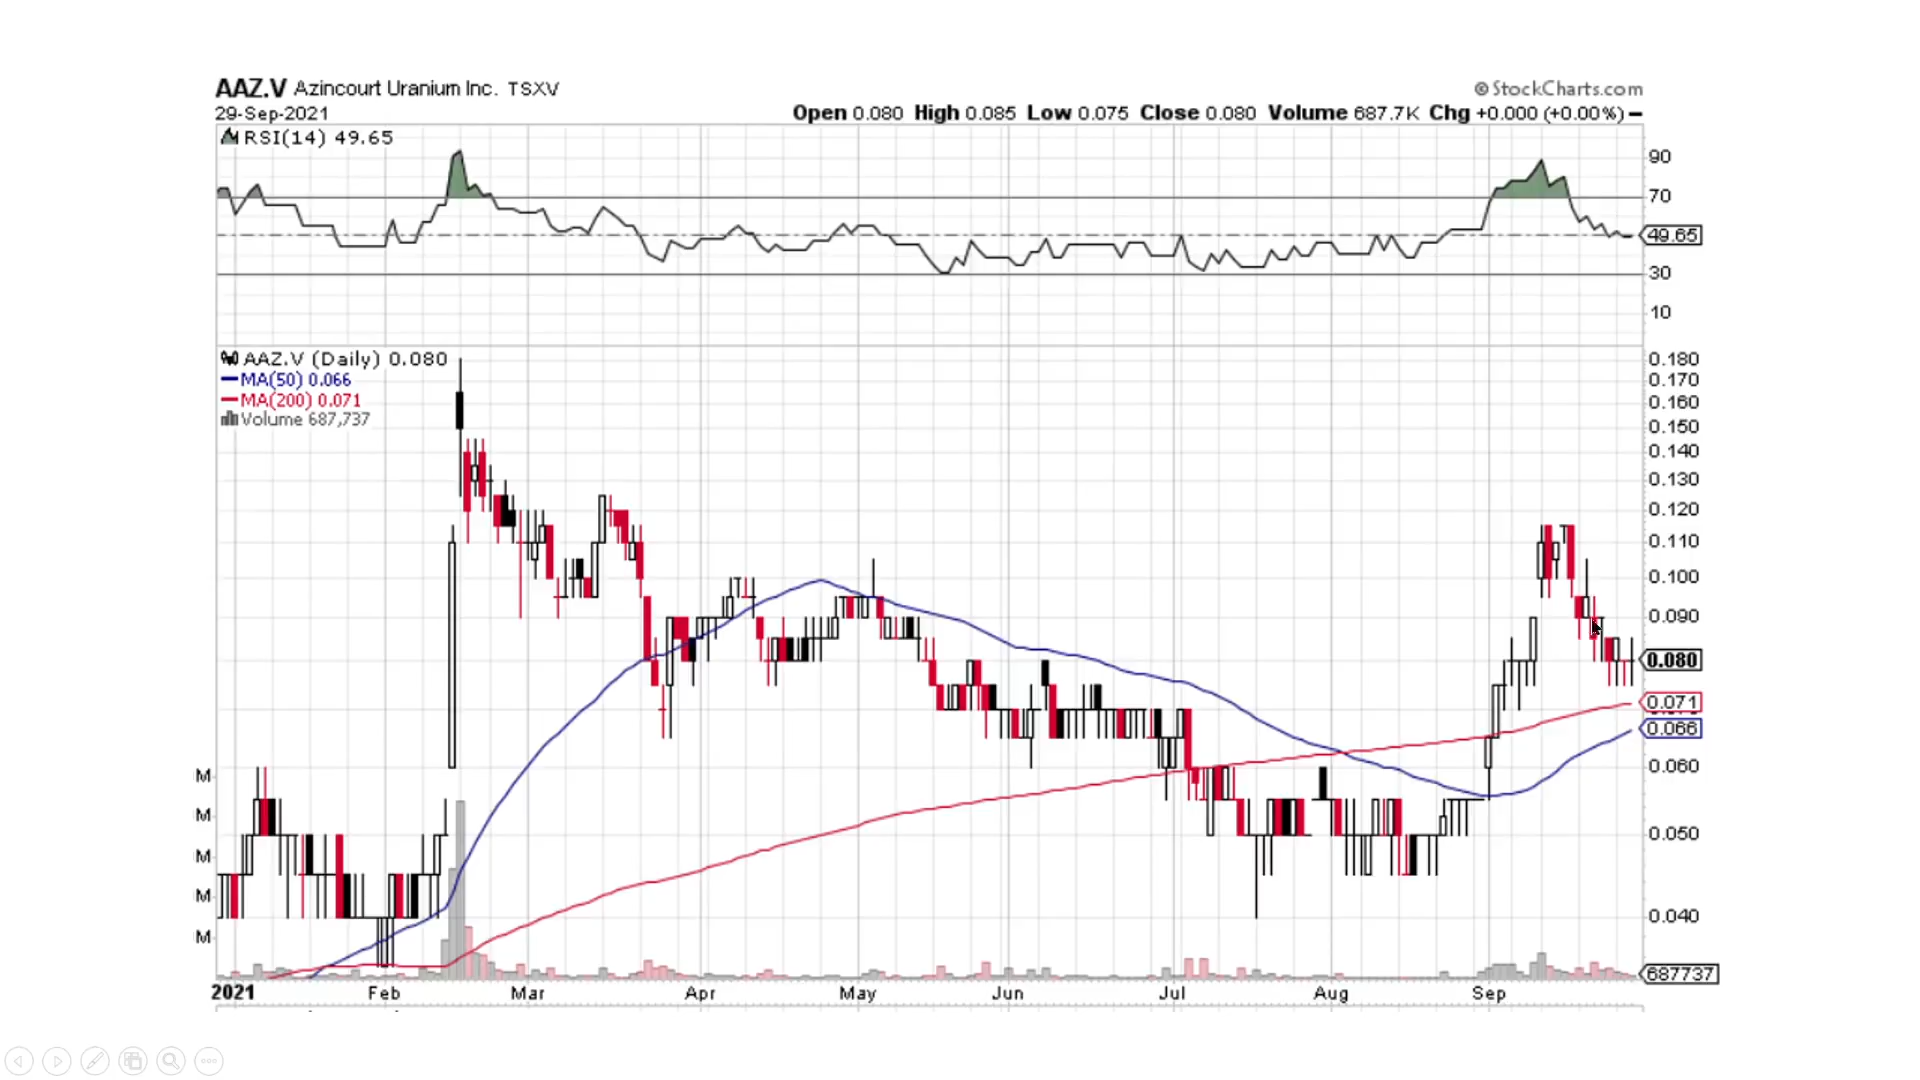 AAZ.V Azincourt Uranium Inc. TSXV
© StockCharts.com
29-Sep-2021
Open 0.080 High 0.085 Low 0.075 Close 0.080 Volume 687.7K Chg +0.000 (+0.00%)
RSI(14) 49.65
90
70
49.65
30
10
AAZ.V (Daily) 0.080
MA(50) 0.066
MA(200) 0.071
Volume 687,737
0.180
0.170
0.160
0.150
0.140
0.130
0.120
0.110
0.100
0.090
0.080
0.071
0.066
0.060
0.050
0.040
M
M
M
M
M
687737
2021 Feb Mar Apr May Jun Jul Aug Sep